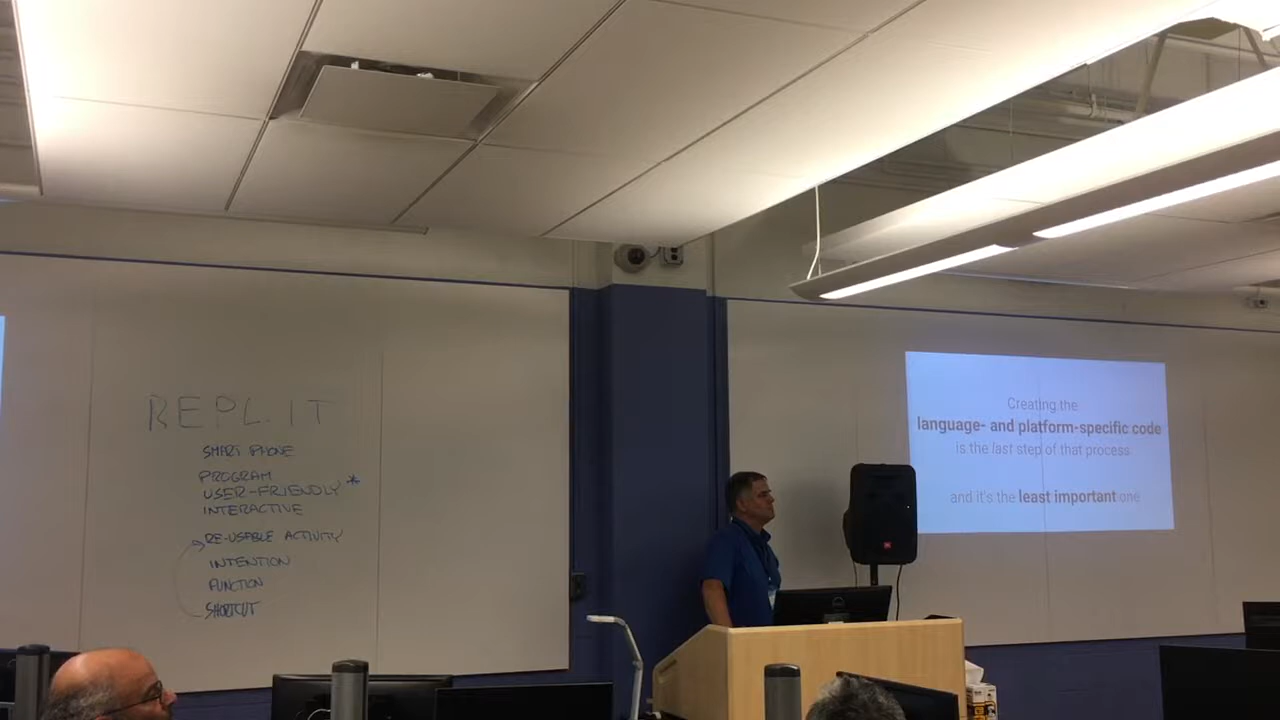 REPL.IT
SMART PHONE
PROGRAM
USER-FRIENDLY *
INTERACTIVE
RE-USABLE ACTIVITY
INTENTION
FUNCTION
SHORTCUT
Creating the
language- and platform-specific code
is the last step of that process
and it's the least important one